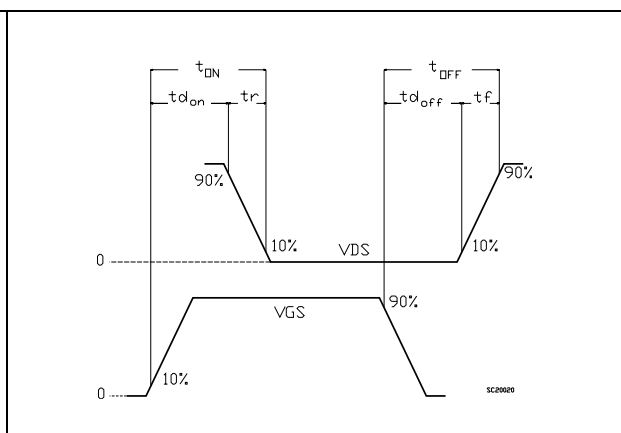 tON tOFF
tdon tr tdoff tf
90% 90%
10% 10%
0 VDS
VGS 90%
10%
0
SC20020